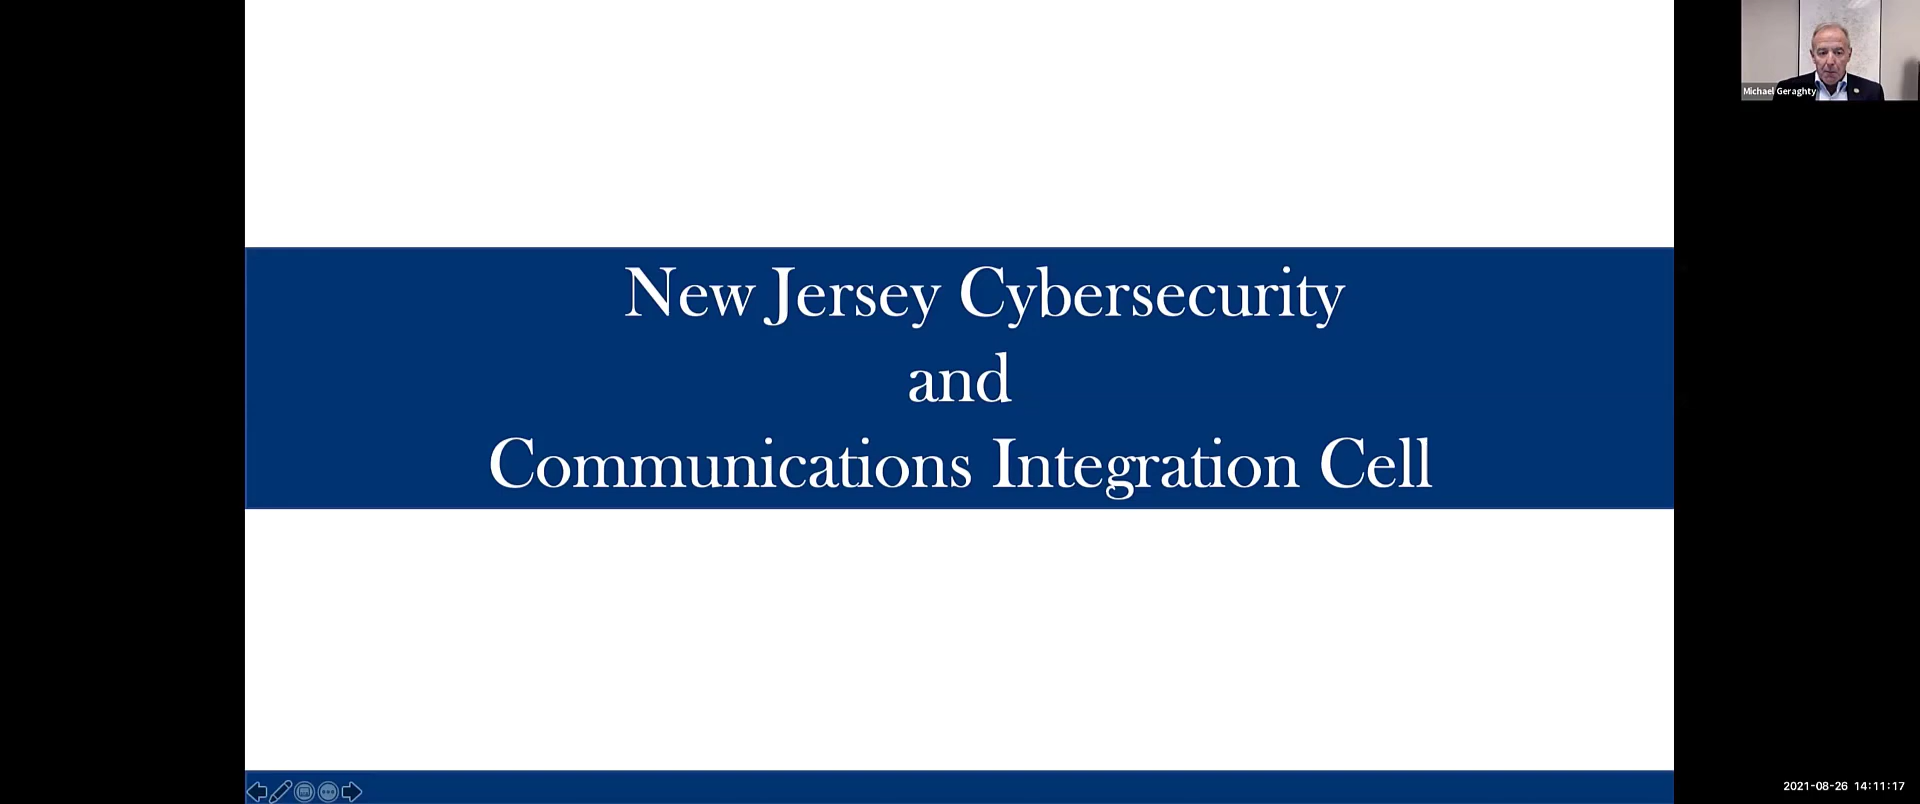 New Jersey Cybersecurity
and
Communications Integration Cell
Michael Geraghty
2021-08-26 14:11:17